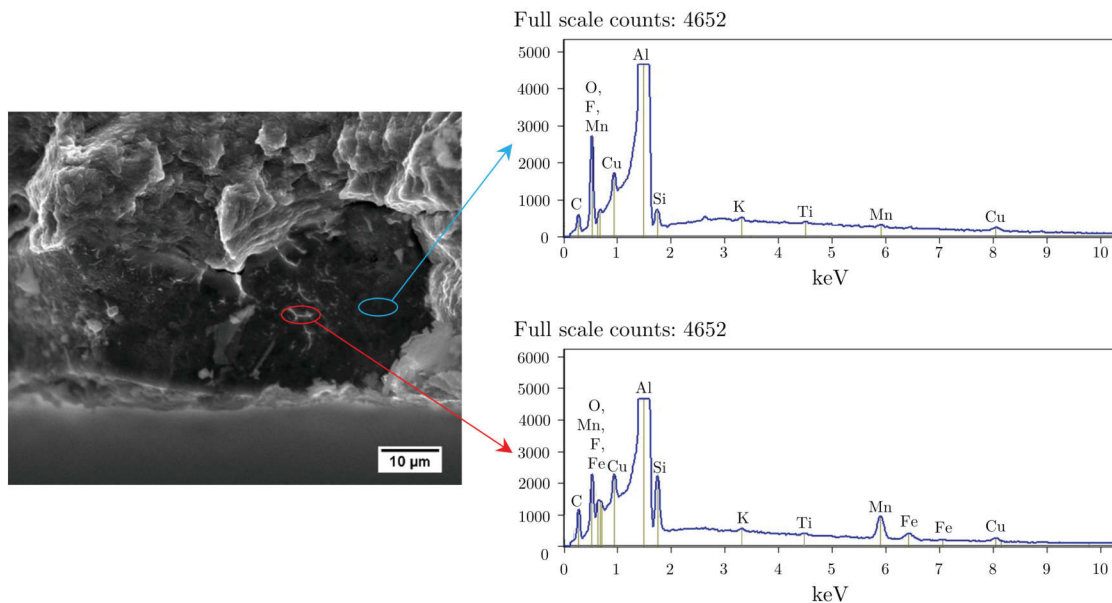 Full scale counts: 4652
5000
4000
3000
2000
1000
0
Al
O,
F,
Mn
Cu
C
Si
K
Ti
Mn
Cu
0 1 2 3 4 5 6 7 8 9 10
keV
10 μm
Full scale counts: 4652
6000
5000
4000
3000
2000
1000
0
Al
O,
Mn,
F,
Fe
Cu
C
Si
K
Ti
Mn
Fe
Fe
Cu
0 1 2 3 4 5 6 7 8 9 10
keV